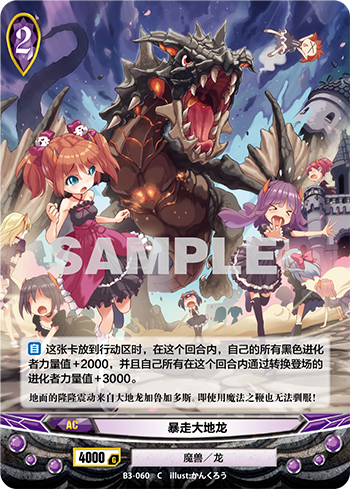 2
SAMPLE
自 这张卡放到行动区时，在这个回合内，自己的所有黑色进化
者力量值+2000，并且自己所有在这个回合内通过转换登场的
进化者力量值+3000。
地面的隆隆震动来自大地龙加鲁加多斯。即使用魔法之鞭也无法驯服！
AC
暴走大地龙
4000 G
魔兽／龙
B3-060 C illust:かんくろう